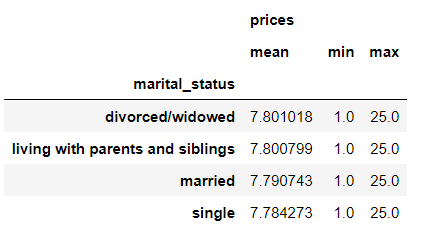 prices
mean min max
marital_status
divorced/widowed 7.801018 1.0 25.0
living with parents and siblings 7.800799 1.0 25.0
married 7.790743 1.0 25.0
single 7.784273 1.0 25.0